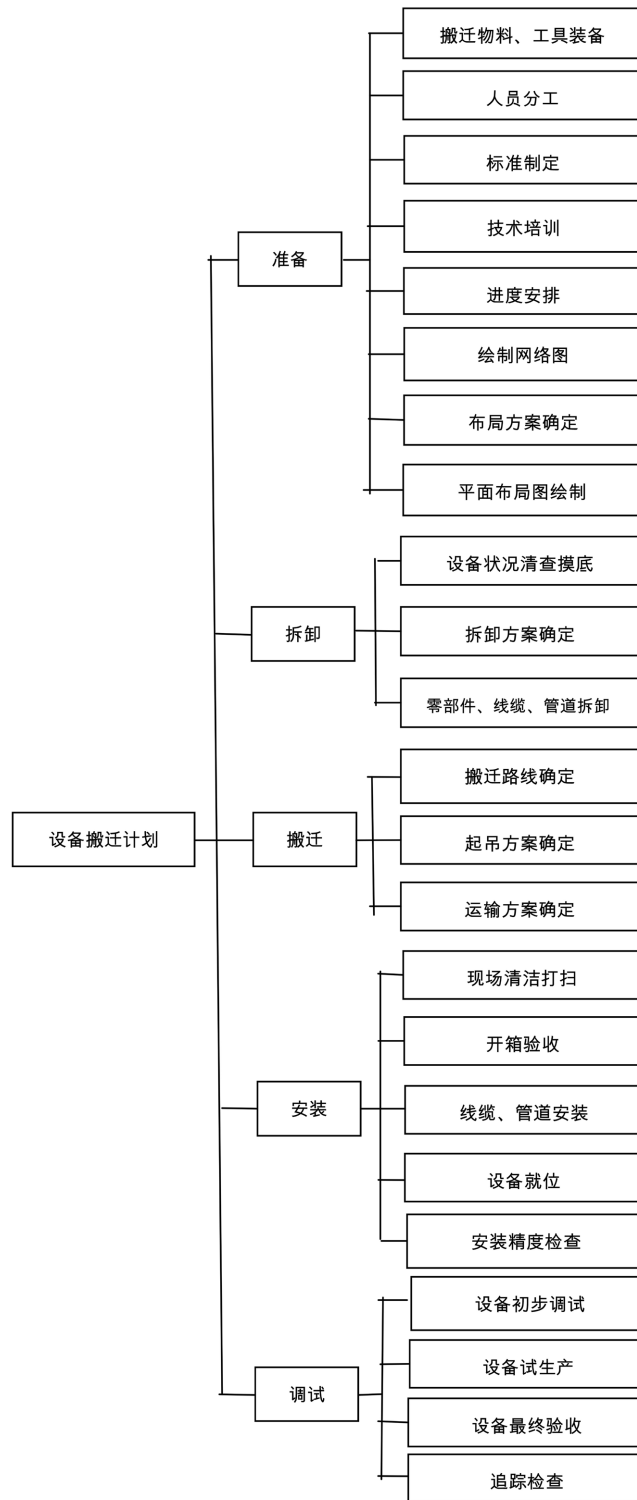 设备搬迁计划
准备
搬迁物料、工具装备
人员分工
标准制定
技术培训
进度安排
绘制网络图
布局方案确定
平面布局图绘制
拆卸
设备状况清查摸底
拆卸方案确定
零部件、线缆、管道拆卸
搬迁
搬迁路线确定
起吊方案确定
运输方案确定
安装
现场清洁打扫
开箱验收
线缆、管道安装
设备就位
安装精度检查
调试
设备初步调试
设备试生产
设备最终验收
追踪检查